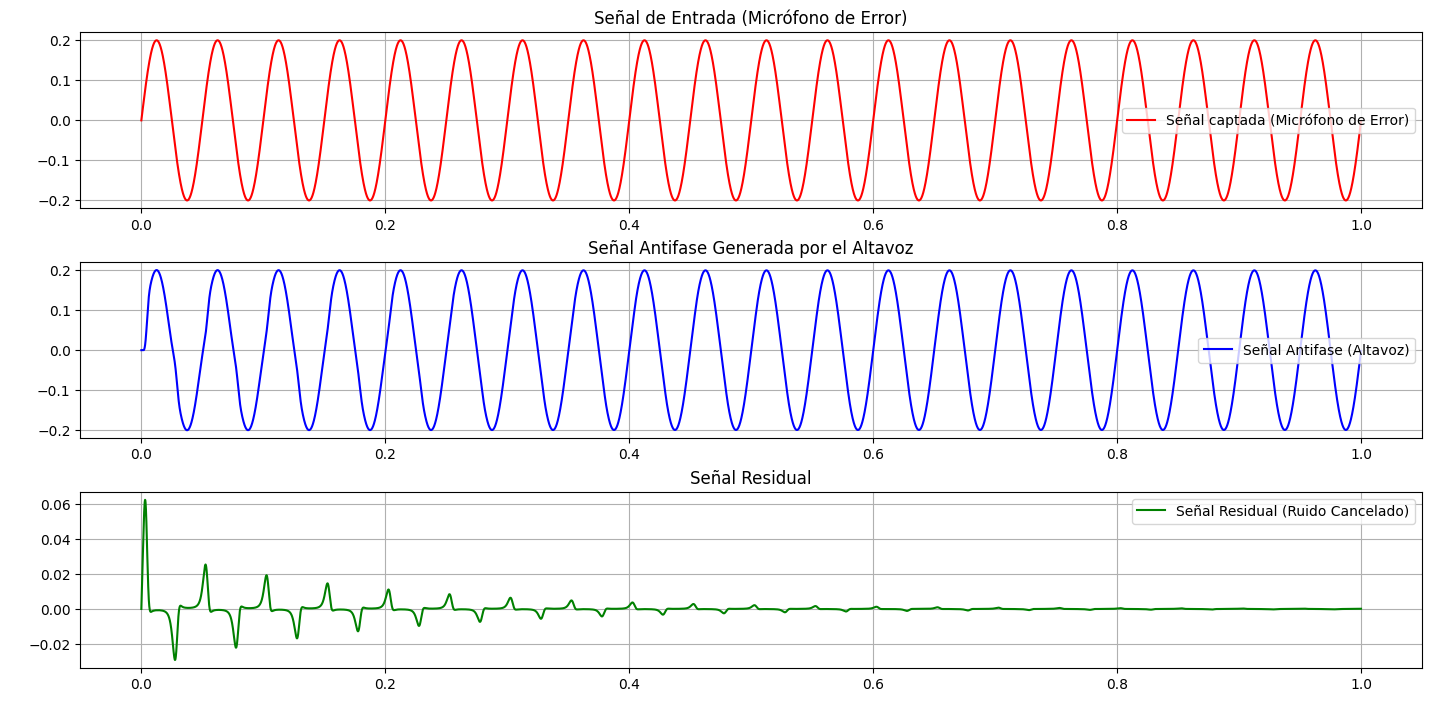 Señal de Entrada (Micrófono de Error)
0.2
0.1
0.0
−0.1
−0.2
Señal captada (Micrófono de Error)
0.0 0.2 0.4 0.6 0.8 1.0
Señal Antifase Generada por el Altavoz
0.2
0.1
0.0
−0.1
−0.2
Señal Antifase (Altavoz)
0.0 0.2 0.4 0.6 0.8 1.0
Señal Residual
0.06
0.04
0.02
0.00
−0.02
Señal Residual (Ruido Cancelado)
0.0 0.2 0.4 0.6 0.8 1.0